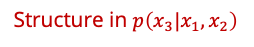 Structure in p(x₃|x₁, x₂)